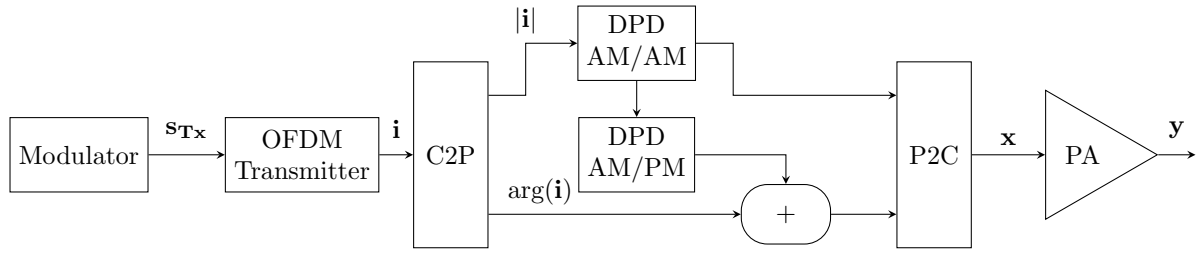 |i|
DPD
AM/AM
Modulator
s_Tx
OFDM
Transmitter
i
C2P
DPD
AM/PM
arg(i)
+
P2C
x
PA
y